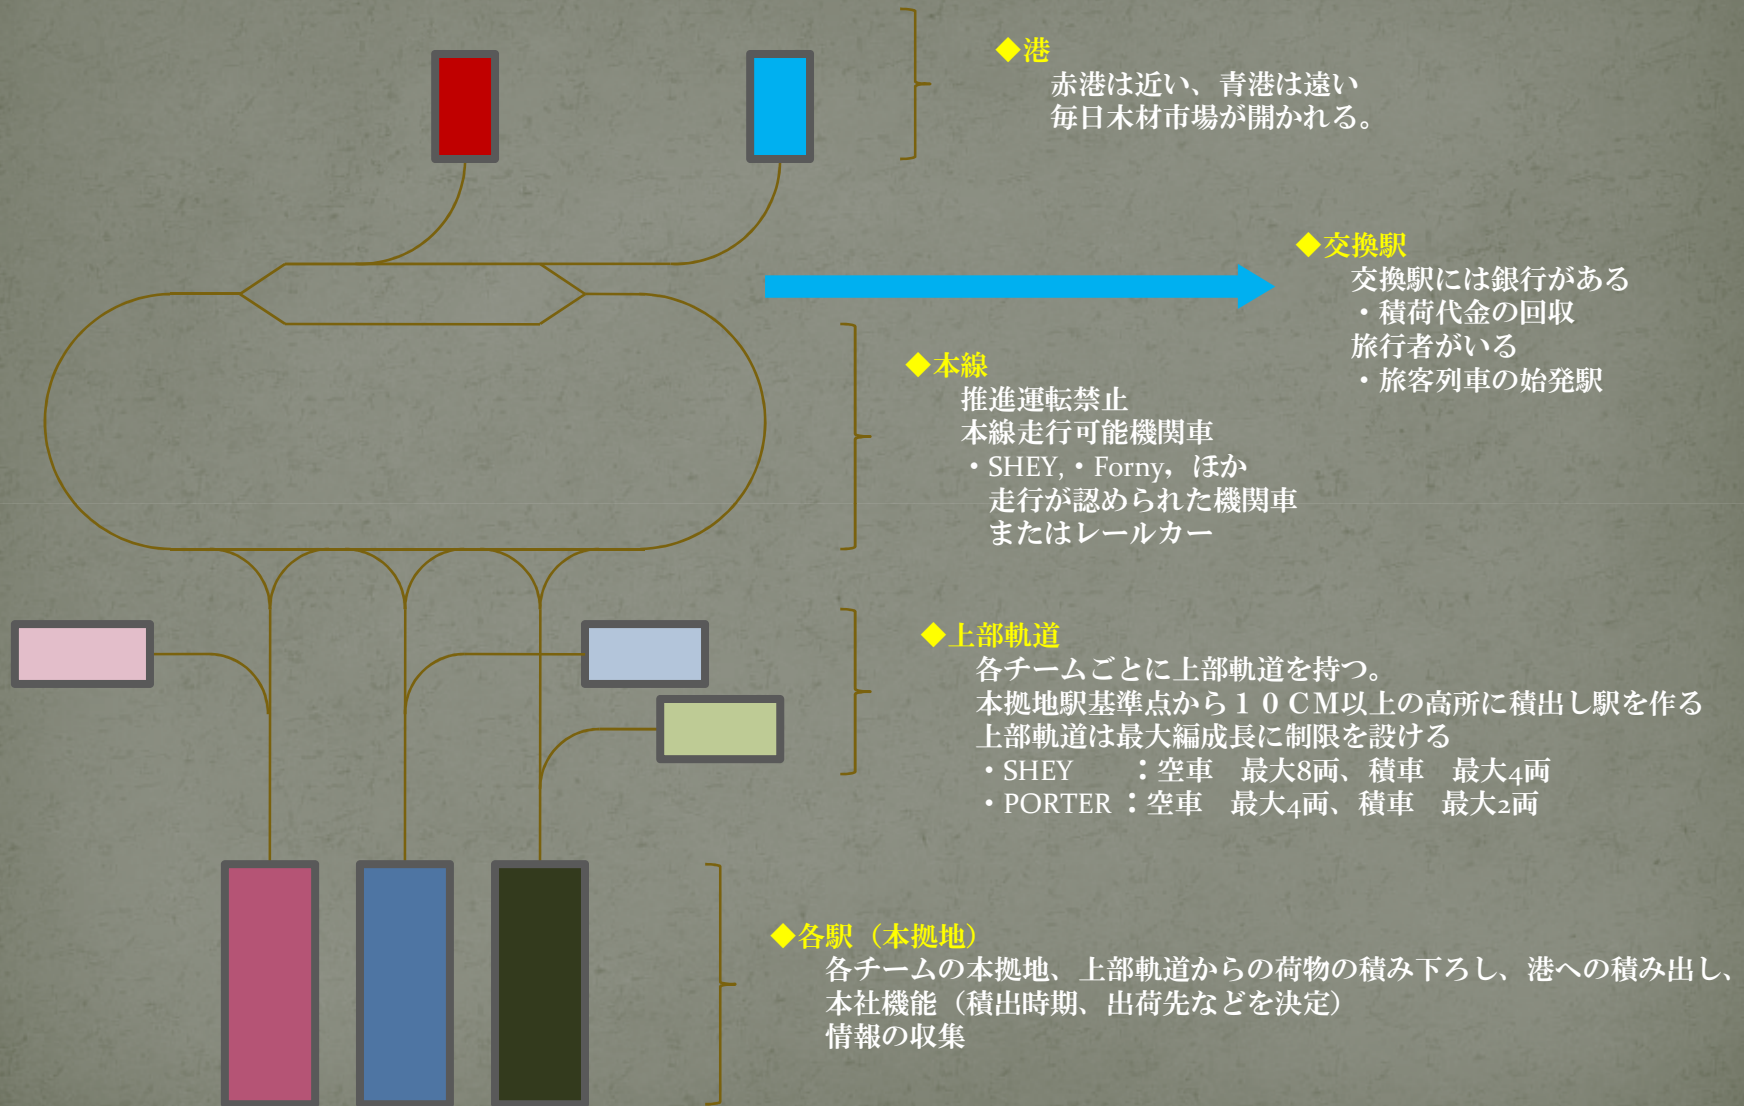 ◆港
赤港は近い、青港は遠い
毎日木材市場が開かれる。
◆交換駅
交換駅には銀行がある
・積荷代金の回収
旅行者がいる
・旅客列車の始発駅
◆本線
推進運転禁止
本線走行可能機関車
・SHEY,・Forny，ほか
走行が認められた機関車
またはレールカー
◆上部軌道
各チームごとに上部軌道を持つ。
本拠地駅基準点から１０ＣＭ以上の高所に積出し駅を作る
上部軌道は最大編成長に制限を設ける
・SHEY　　：空車　最大8両、積車　最大4両
・PORTER ：空車　最大4両、積車　最大2両
◆各駅（本拠地）
各チームの本拠地、上部軌道からの荷物の積み下ろし、港への積み出し、
本社機能（積出時期、出荷先などを決定）
情報の収集